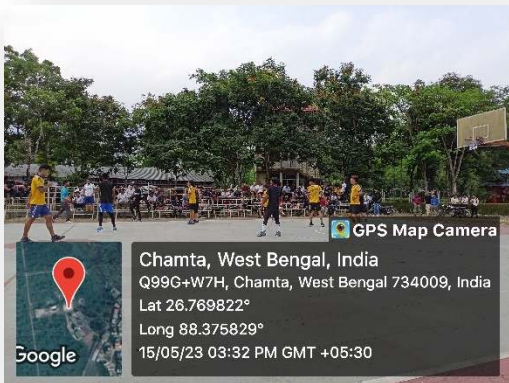 GPS Map Camera
Chamta, West Bengal, India
Q99G+W7H, Chamta, West Bengal 734009, India
Lat 26.769822°
Long 88.375829°
15/05/23 03:32 PM GMT +05:30
Google